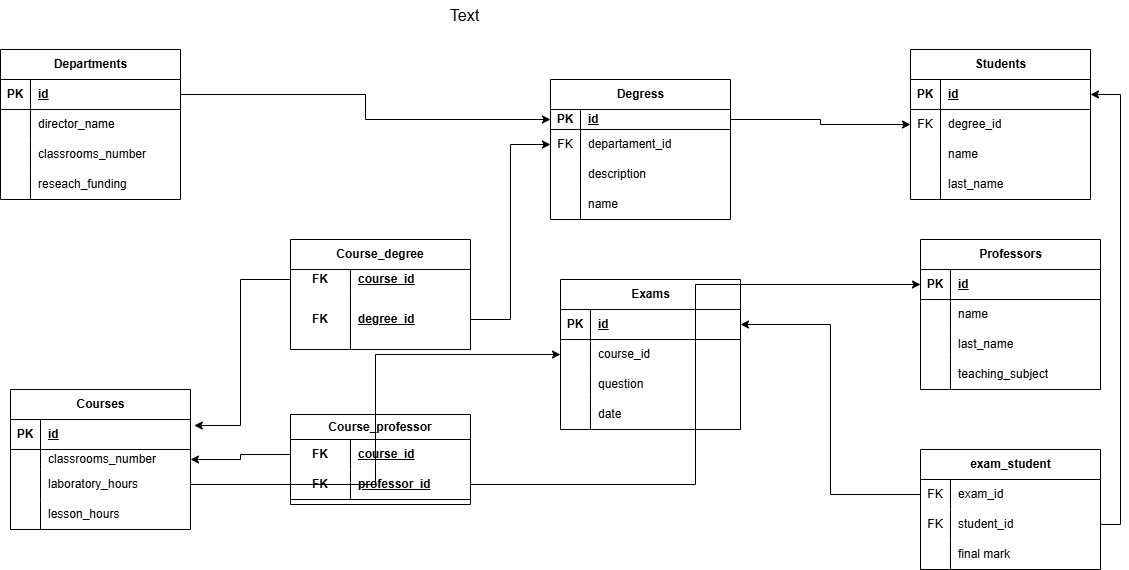 Text
Departments
PK id
director_name
classrooms_number
reseach_funding
Degress
PK id
FK departament_id
description
name
Students
PK id
FK degree_id
name
last_name
Course_degree
FK course_id
FK degree_id
Exams
PK id
course_id
question
date
Professors
PK id
name
last_name
teaching_subject
Courses
PK id
classrooms_number
laboratory_hours
lesson_hours
Course_professor
FK course_id
FK professor_id
exam_student
FK exam_id
FK student_id
final mark